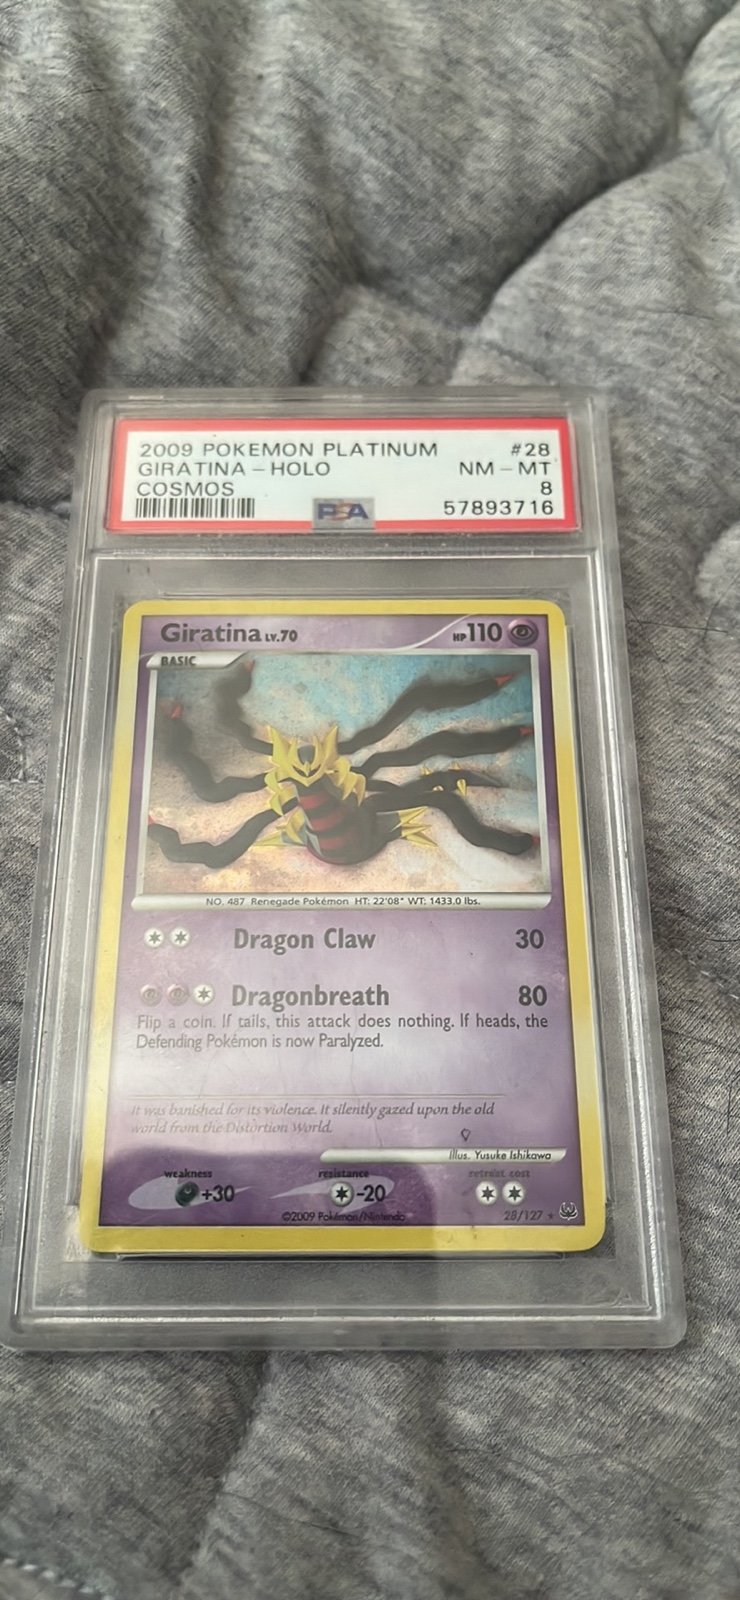 2009 POKEMON PLATINUM #28
GIRATINA – HOLO NM – MT
COSMOS 8
PSA 57893716
Giratina LV.70 HP 110
BASIC
NO. 487 Renegade Pokémon HT: 22'08" WT: 1433.0 lbs.
Dragon Claw 30
Dragonbreath 80
Flip a coin. If tails, this attack does nothing. If heads, the
Defending Pokémon is now Paralyzed.
It was banished for its violence. It silently gazed upon the old
world from the Distortion World.
Illus. Yusuke Ishikawa
weakness resistance retreat cost
+30 -20
©2009 Pokémon/Nintendo 28/127 ★